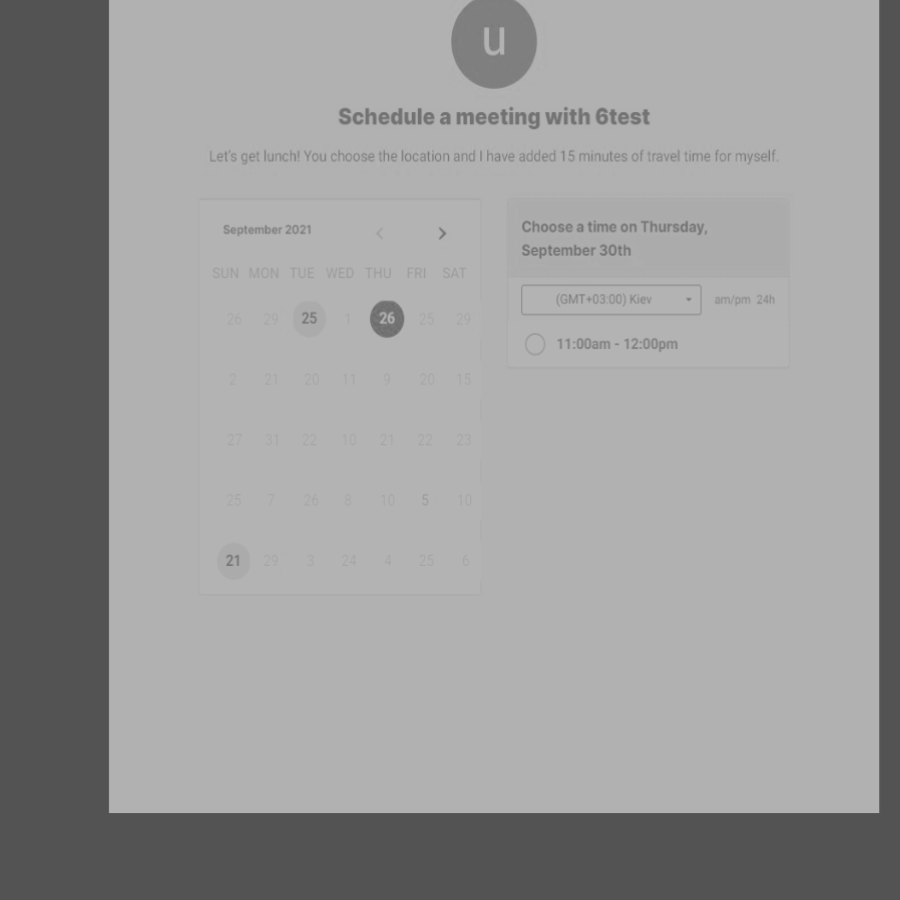 u
Schedule a meeting with 6test
Let's get lunch! You choose the location and I have added 15 minutes of travel time for myself.
September 2021
SUN MON TUE WED THU FRI SAT
26 29 25 1 26 25 29
2 21 20 11 9 20 15
27 31 22 10 21 22 23
25 7 26 8 10 5 10
21 29 3 24 4 25 6
Choose a time on Thursday,
September 30th
(GMT+03:00) Kiev am/pm 24h
11:00am - 12:00pm